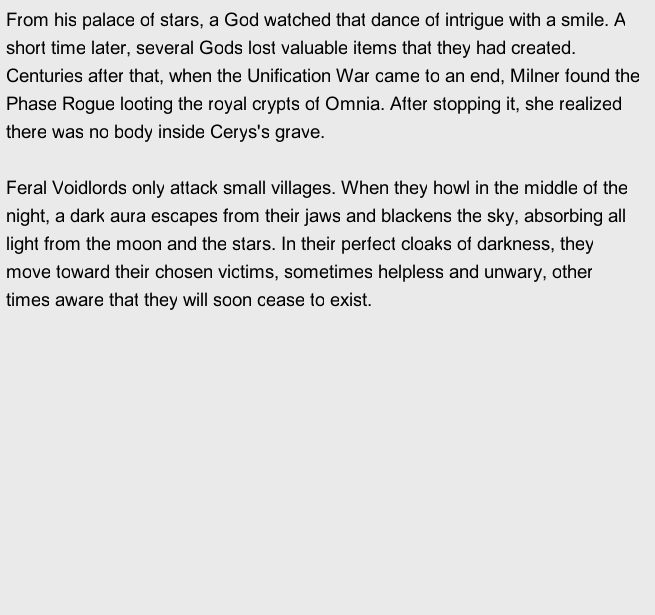 From his palace of stars, a God watched that dance of intrigue with a smile. A
short time later, several Gods lost valuable items that they had created.
Centuries after that, when the Unification War came to an end, Milner found the
Phase Rogue looting the royal crypts of Omnia. After stopping it, she realized
there was no body inside Cerys's grave.

Feral Voidlords only attack small villages. When they howl in the middle of the
night, a dark aura escapes from their jaws and blackens the sky, absorbing all
light from the moon and the stars. In their perfect cloaks of darkness, they
move toward their chosen victims, sometimes helpless and unwary, other
times aware that they will soon cease to exist.